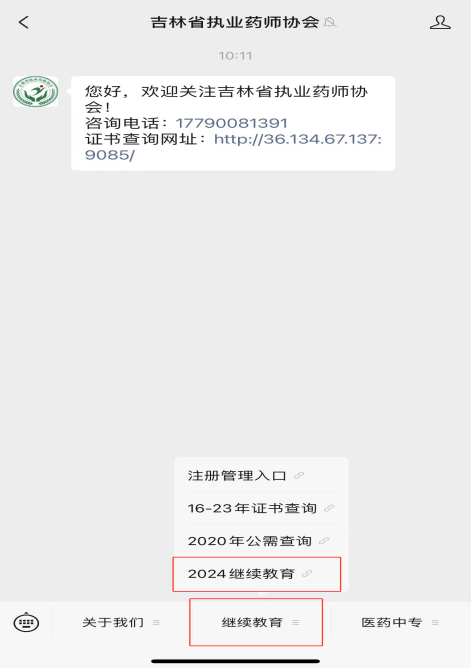 吉林省执业药师协会
10:11
您好，欢迎关注吉林省执业药师协
会！
咨询电话：17790081391
证书查询网址：http://36.134.67.137:
9085/
注册管理入口
16-23年证书查询
2020年公需查询
2024继续教育
关于我们
继续教育
医药中专